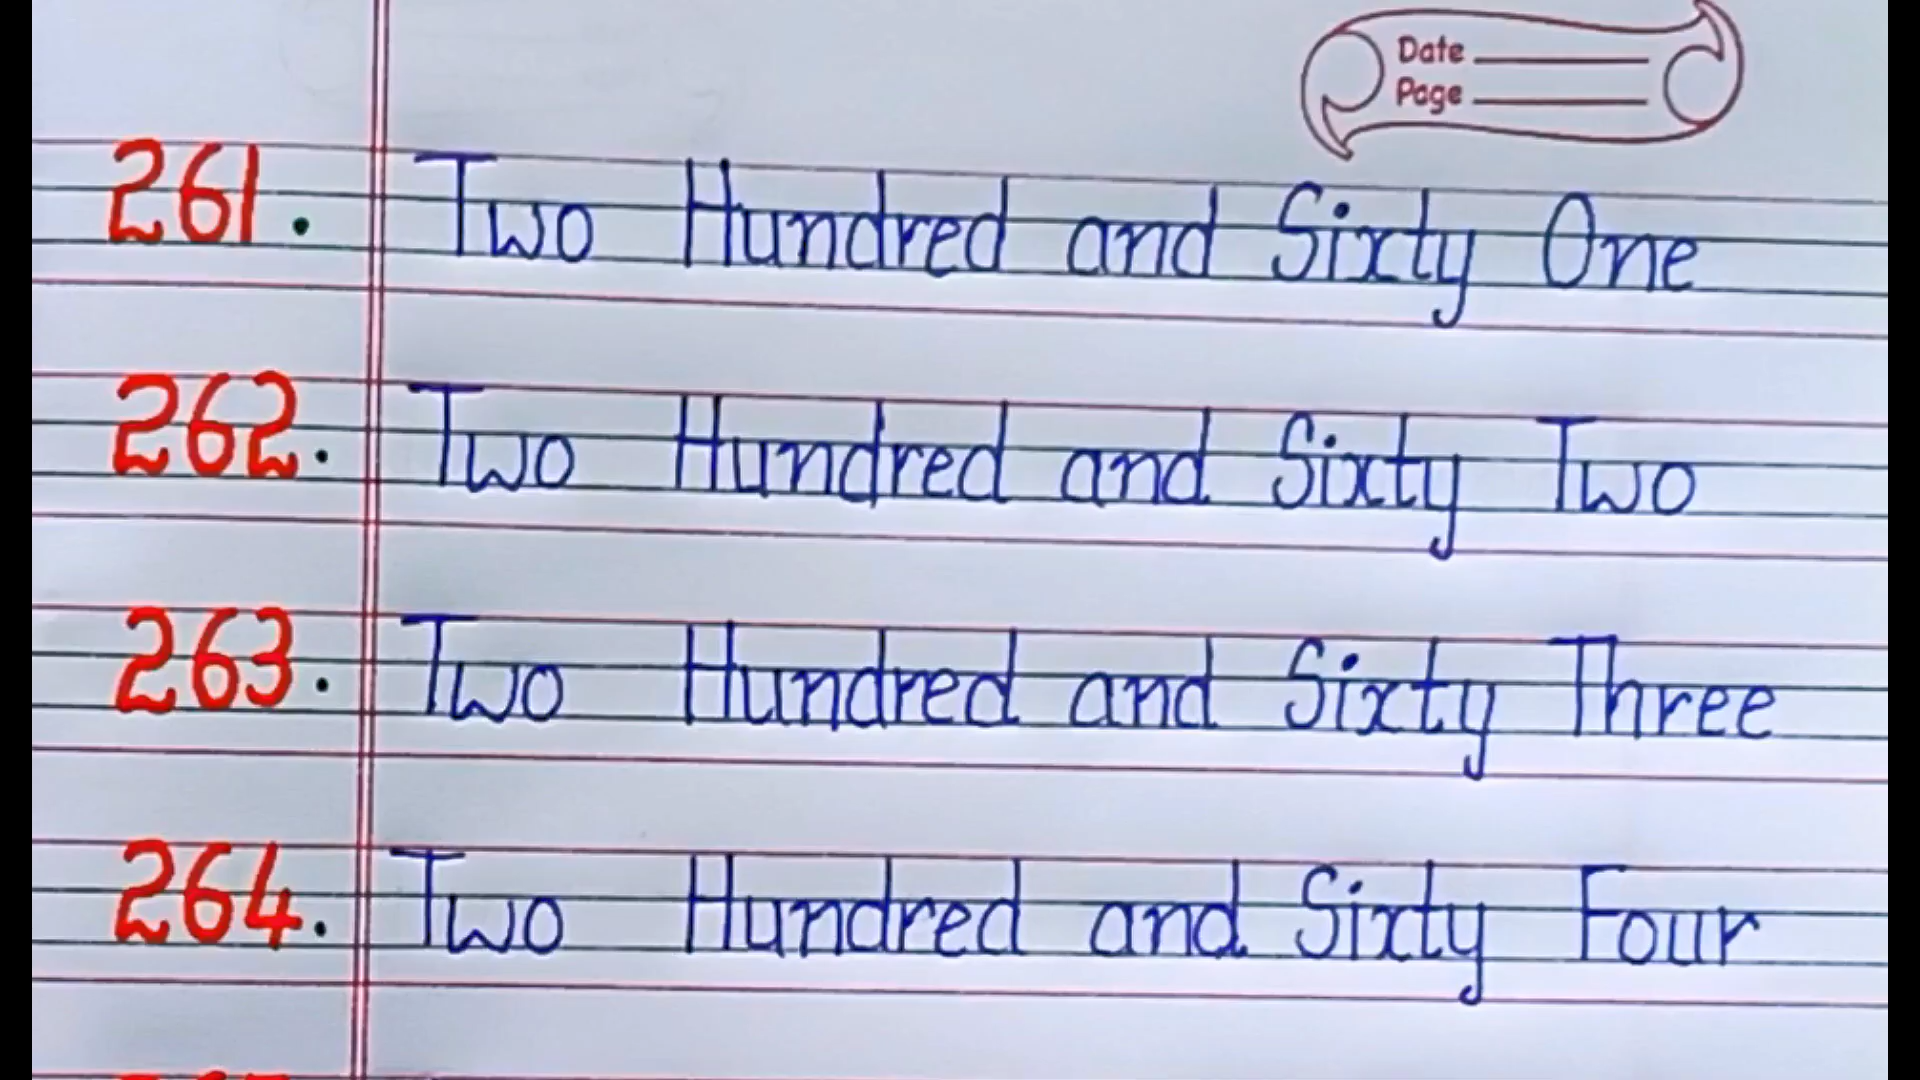 Date
Page
261. Two Hundred and Sixty One
262. Two Hundred and Sixty Two
263. Two Hundred and Sixty Three
264. Two Hundred and Sixty Four